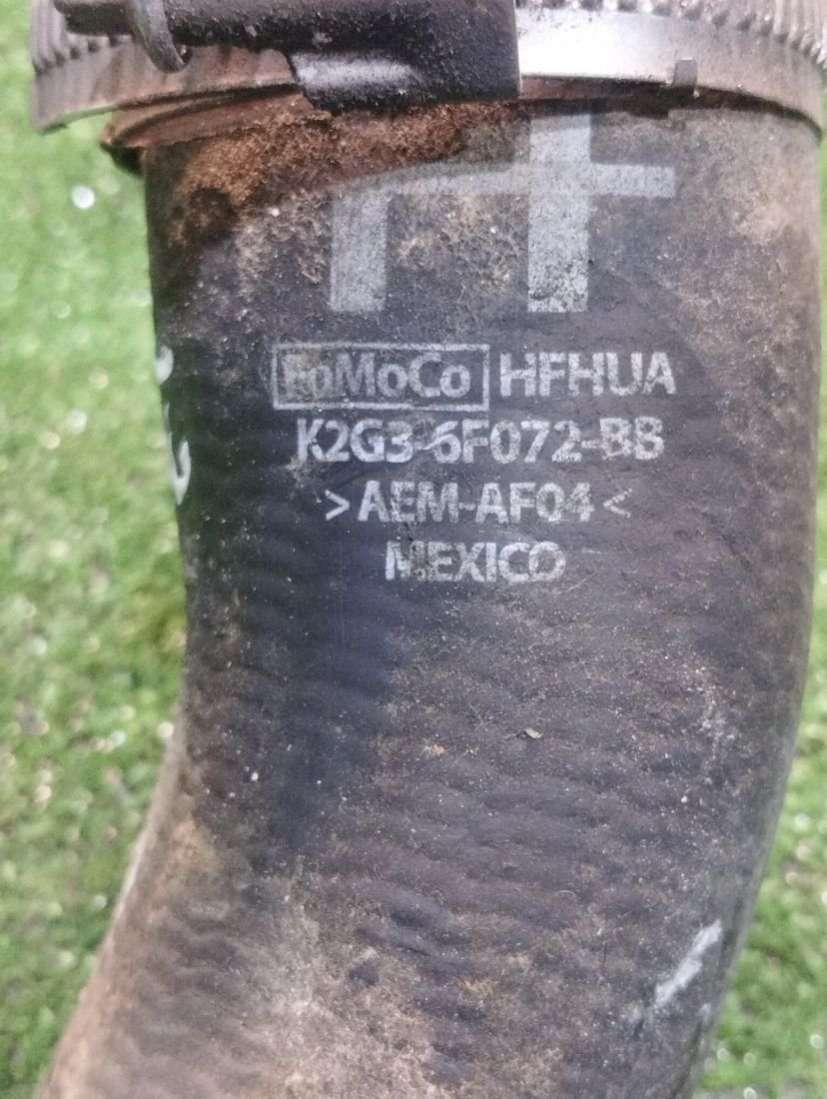 FoMoCo HFHUA
K2G3-6F072-BB
>AEM-AF04<
MEXICO